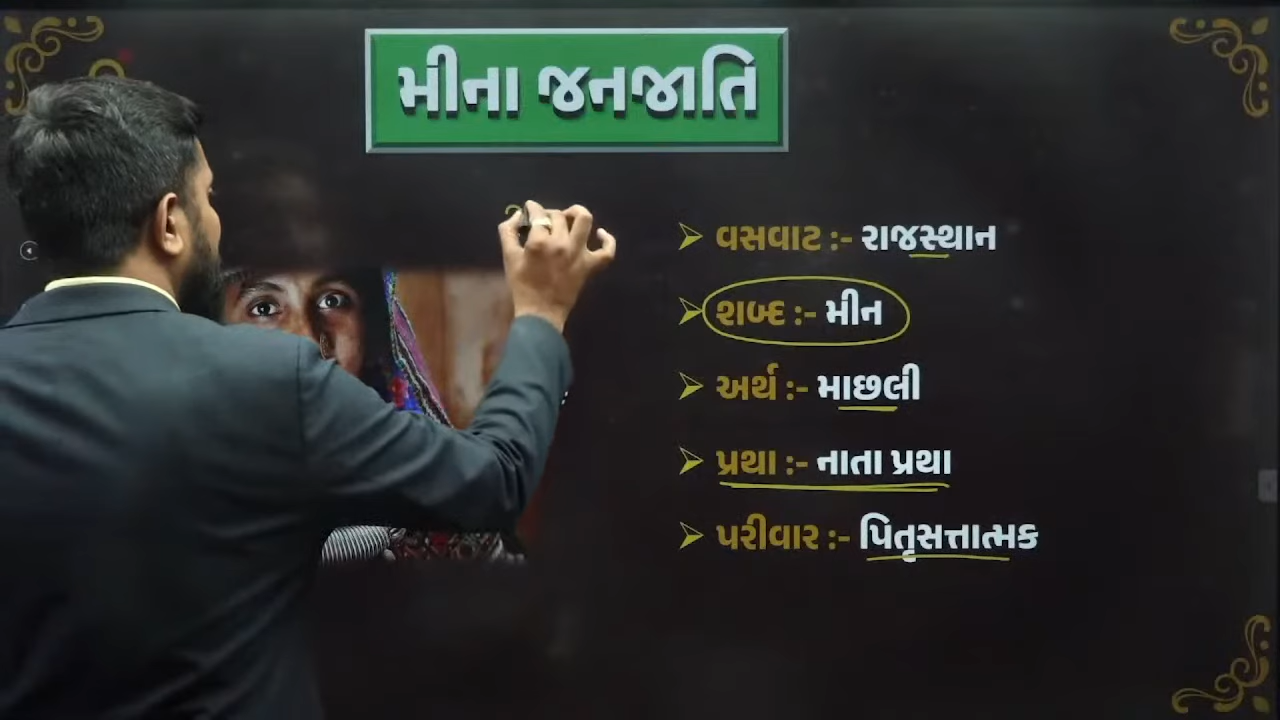 મીના જનજાતિ
વસવાટ :- રાજસ્થાન
શબ્દ :- મીન
અર્થ :- માછલી
પ્રથા :- નાતા પ્રથા
પરીવાર :- પિતૃસત્તાત્મક